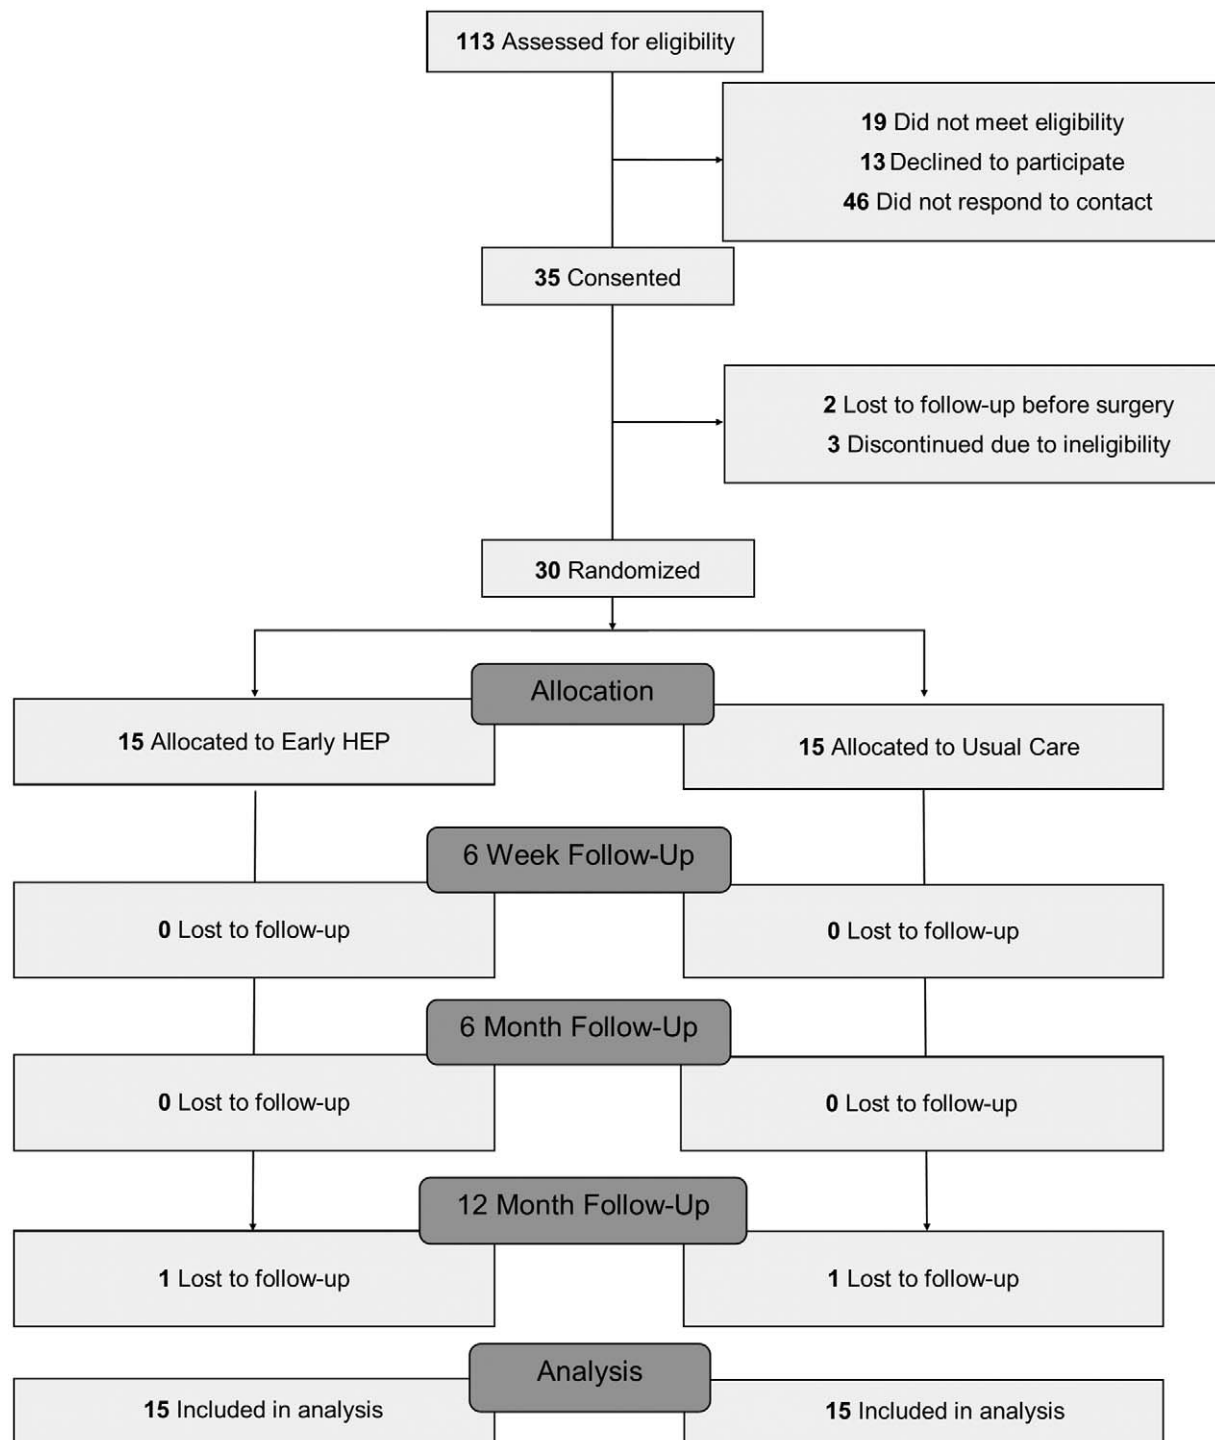 113 Assessed for eligibility
19 Did not meet eligibility
13 Declined to participate
46 Did not respond to contact
35 Consented
2 Lost to follow-up before surgery
3 Discontinued due to ineligibility
30 Randomized
Allocation
15 Allocated to Early HEP
15 Allocated to Usual Care
6 Week Follow-Up
0 Lost to follow-up
0 Lost to follow-up
6 Month Follow-Up
0 Lost to follow-up
0 Lost to follow-up
12 Month Follow-Up
1 Lost to follow-up
1 Lost to follow-up
Analysis
15 Included in analysis
15 Included in analysis